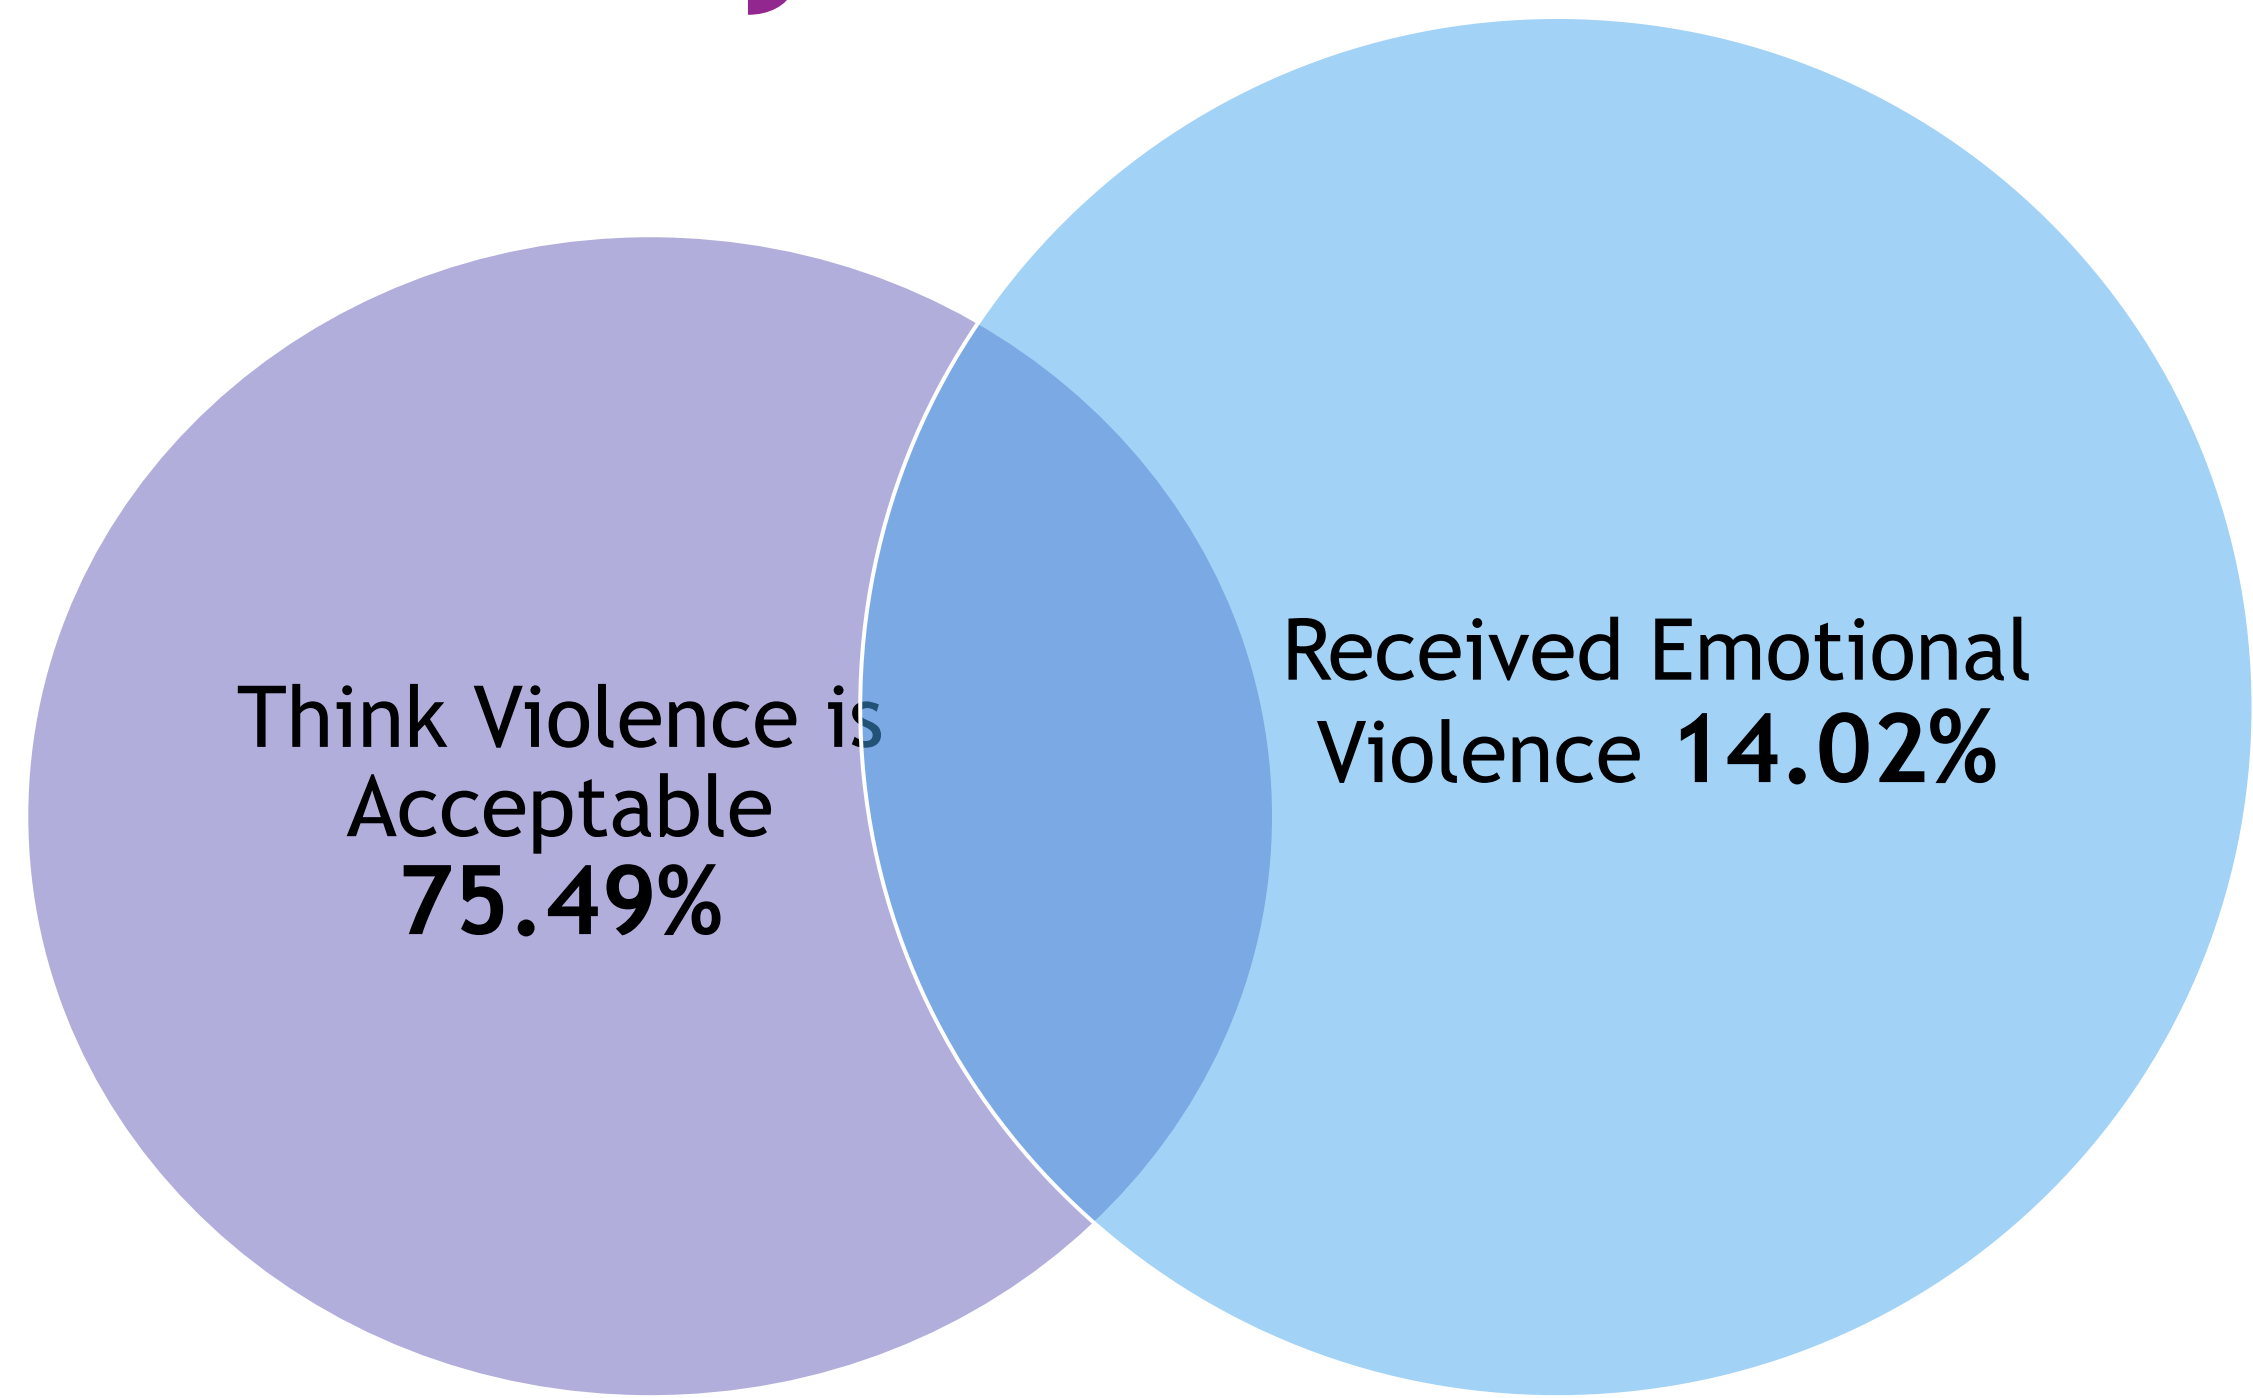 Think Violence is
Acceptable
75.49%
Received Emotional
Violence 14.02%